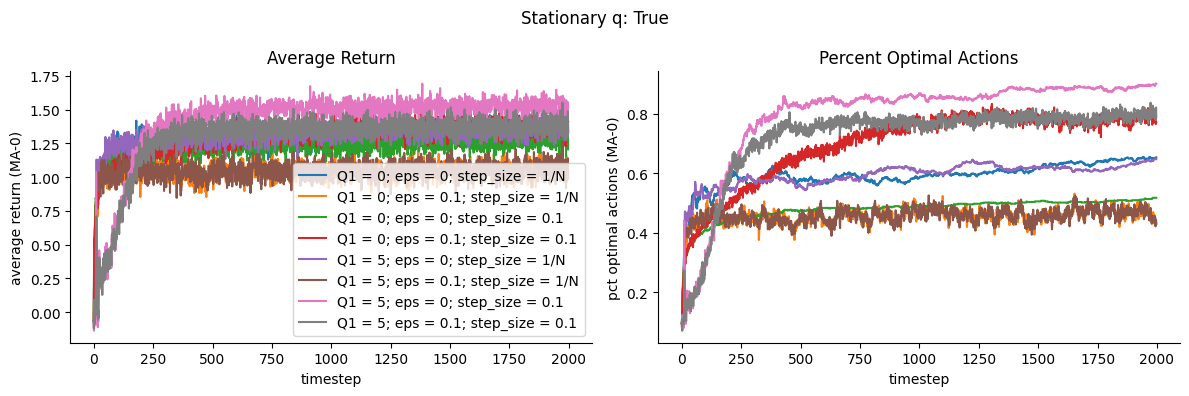 Stationary q: True
Average Return
1.75
1.50
1.25
1.00
0.75
0.50
0.25
0.00
average return (MA-0)
Q1 = 0; eps = 0; step_size = 1/N
Q1 = 0; eps = 0.1; step_size = 1/N
Q1 = 0; eps = 0; step_size = 0.1
Q1 = 0; eps = 0.1; step_size = 0.1
Q1 = 5; eps = 0; step_size = 1/N
Q1 = 5; eps = 0.1; step_size = 1/N
Q1 = 5; eps = 0; step_size = 0.1
Q1 = 5; eps = 0.1; step_size = 0.1
0 250 500 750 1000 1250 1500 1750 2000
timestep
Percent Optimal Actions
0.8
0.6
0.4
0.2
pct optimal actions (MA-0)
0 250 500 750 1000 1250 1500 1750 2000
timestep